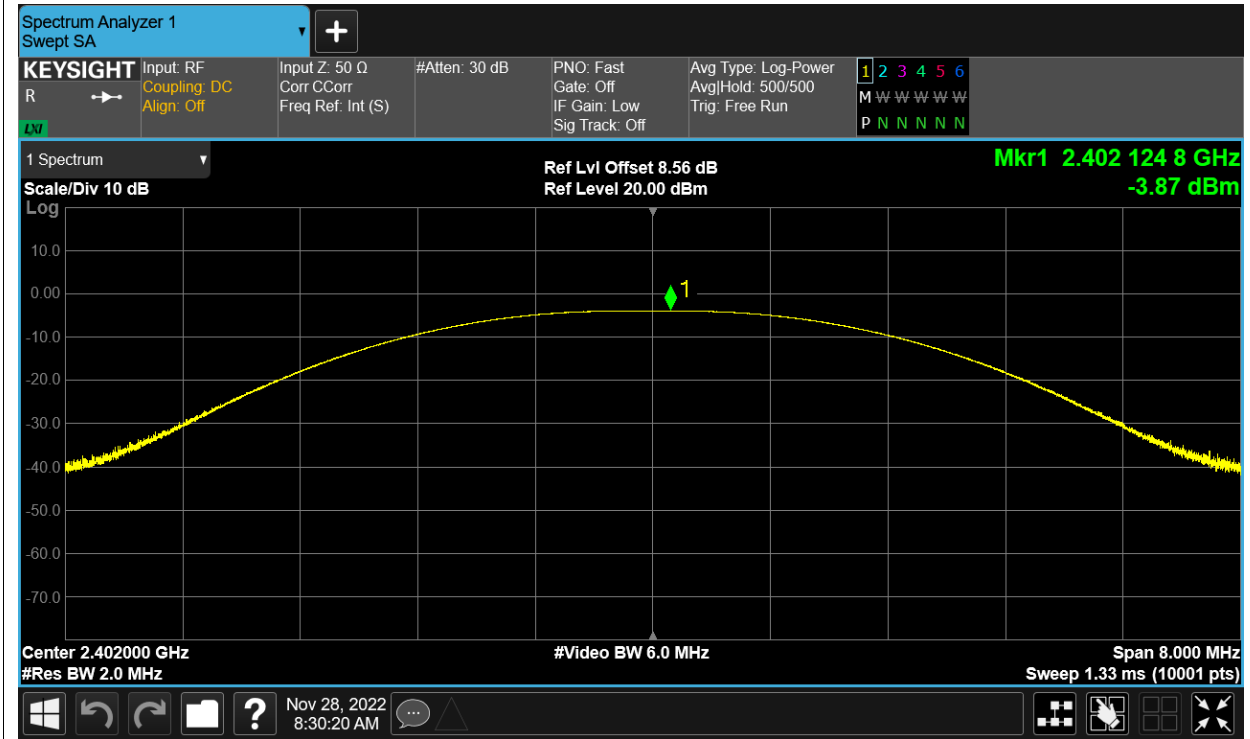 Spectrum Analyzer 1
Swept SA
KEYSIGHT
R
LXI
Input: RF
Coupling: DC
Align: Off
Input Z: 50 Ω
Corr CCorr
Freq Ref: Int (S)
#Atten: 30 dB
PNO: Fast
Gate: Off
IF Gain: Low
Sig Track: Off
Avg Type: Log-Power
Avg|Hold: 500/500
Trig: Free Run
1 2 3 4 5 6
M W W W W W
P N N N N N
1 Spectrum
Scale/Div 10 dB
Log
Ref Lvl Offset 8.56 dB
Ref Level 20.00 dBm
Mkr1 2.402 124 8 GHz
-3.87 dBm
10.0
0.00
-10.0
-20.0
-30.0
-40.0
-50.0
-60.0
-70.0
1
Center 2.402000 GHz
#Res BW 2.0 MHz
#Video BW 6.0 MHz
Span 8.000 MHz
Sweep 1.33 ms (10001 pts)
?
Nov 28, 2022
8:30:20 AM